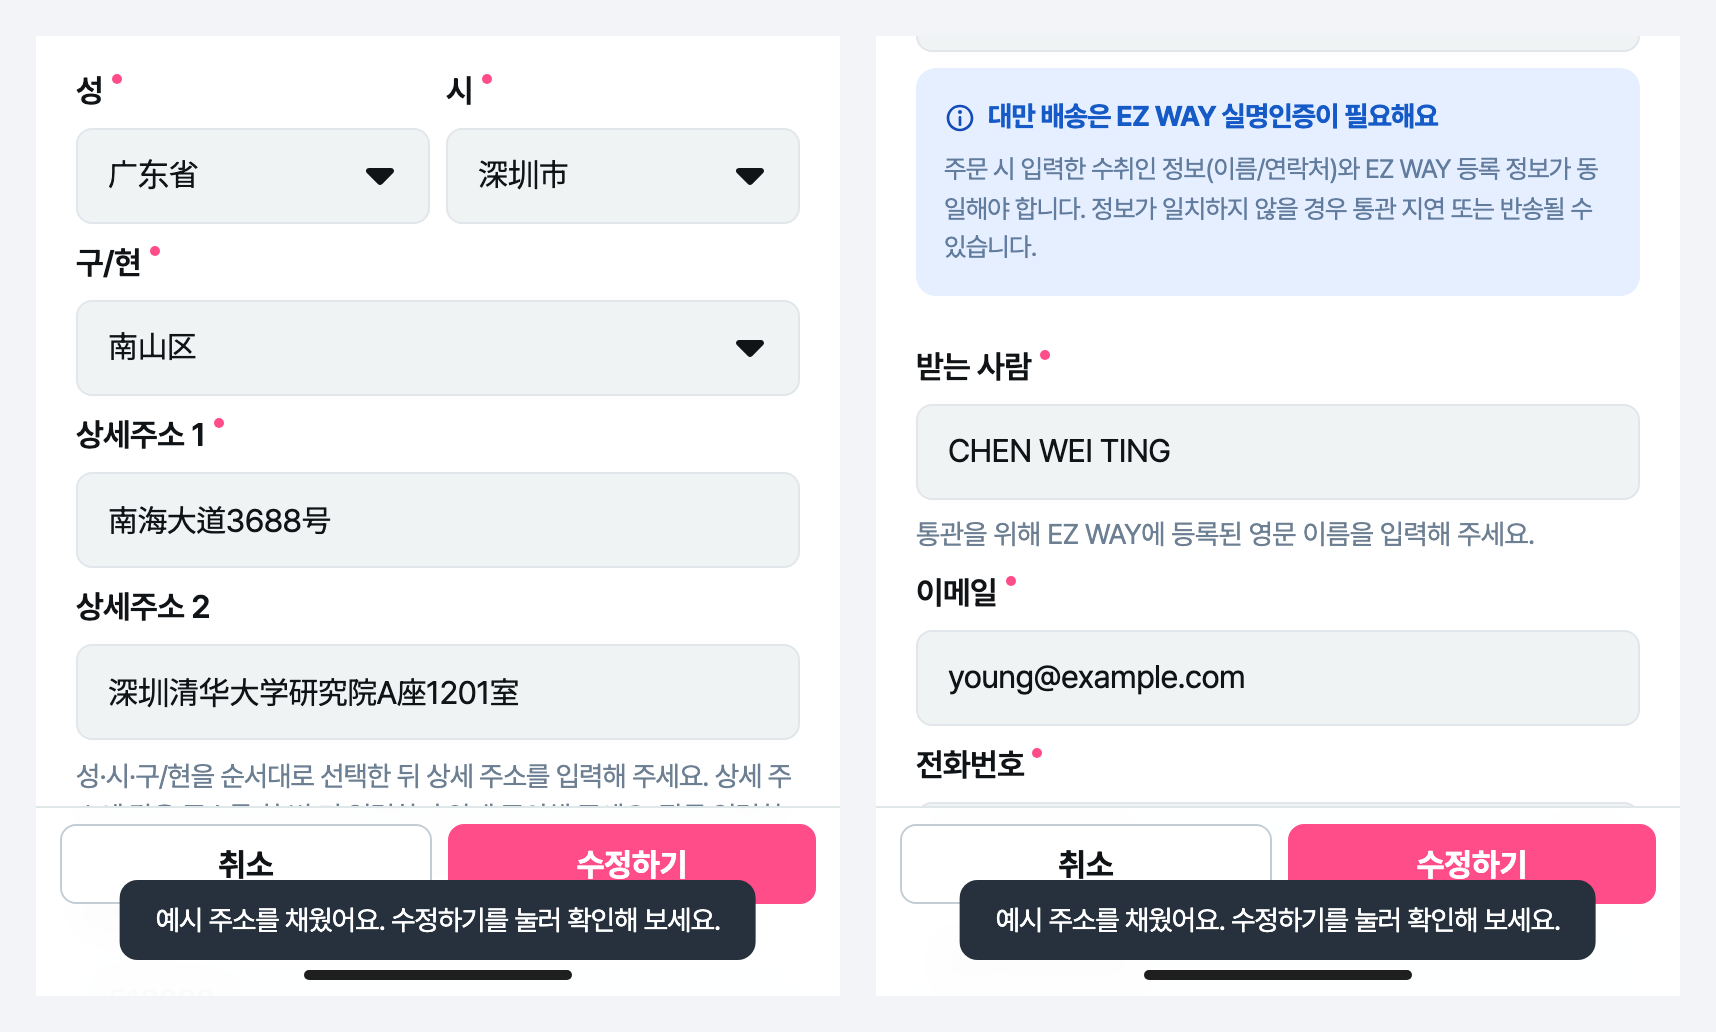 성
시
广东省
深圳市
구/현
南山区
상세주소 1
南海大道3688号
상세주소 2
深圳清华大学研究院A座1201室
성·시·구/현을 순서대로 선택한 뒤 상세 주소를 입력해 주세요. 상세 주
취소
수정하기
예시 주소를 채웠어요. 수정하기를 눌러 확인해 보세요.
대만 배송은 EZ WAY 실명인증이 필요해요
주문 시 입력한 수취인 정보(이름/연락처)와 EZ WAY 등록 정보가 동
일해야 합니다. 정보가 일치하지 않을 경우 통관 지연 또는 반송될 수
있습니다.
받는 사람
CHEN WEI TING
통관을 위해 EZ WAY에 등록된 영문 이름을 입력해 주세요.
이메일
young@example.com
전화번호
취소
수정하기
예시 주소를 채웠어요. 수정하기를 눌러 확인해 보세요.